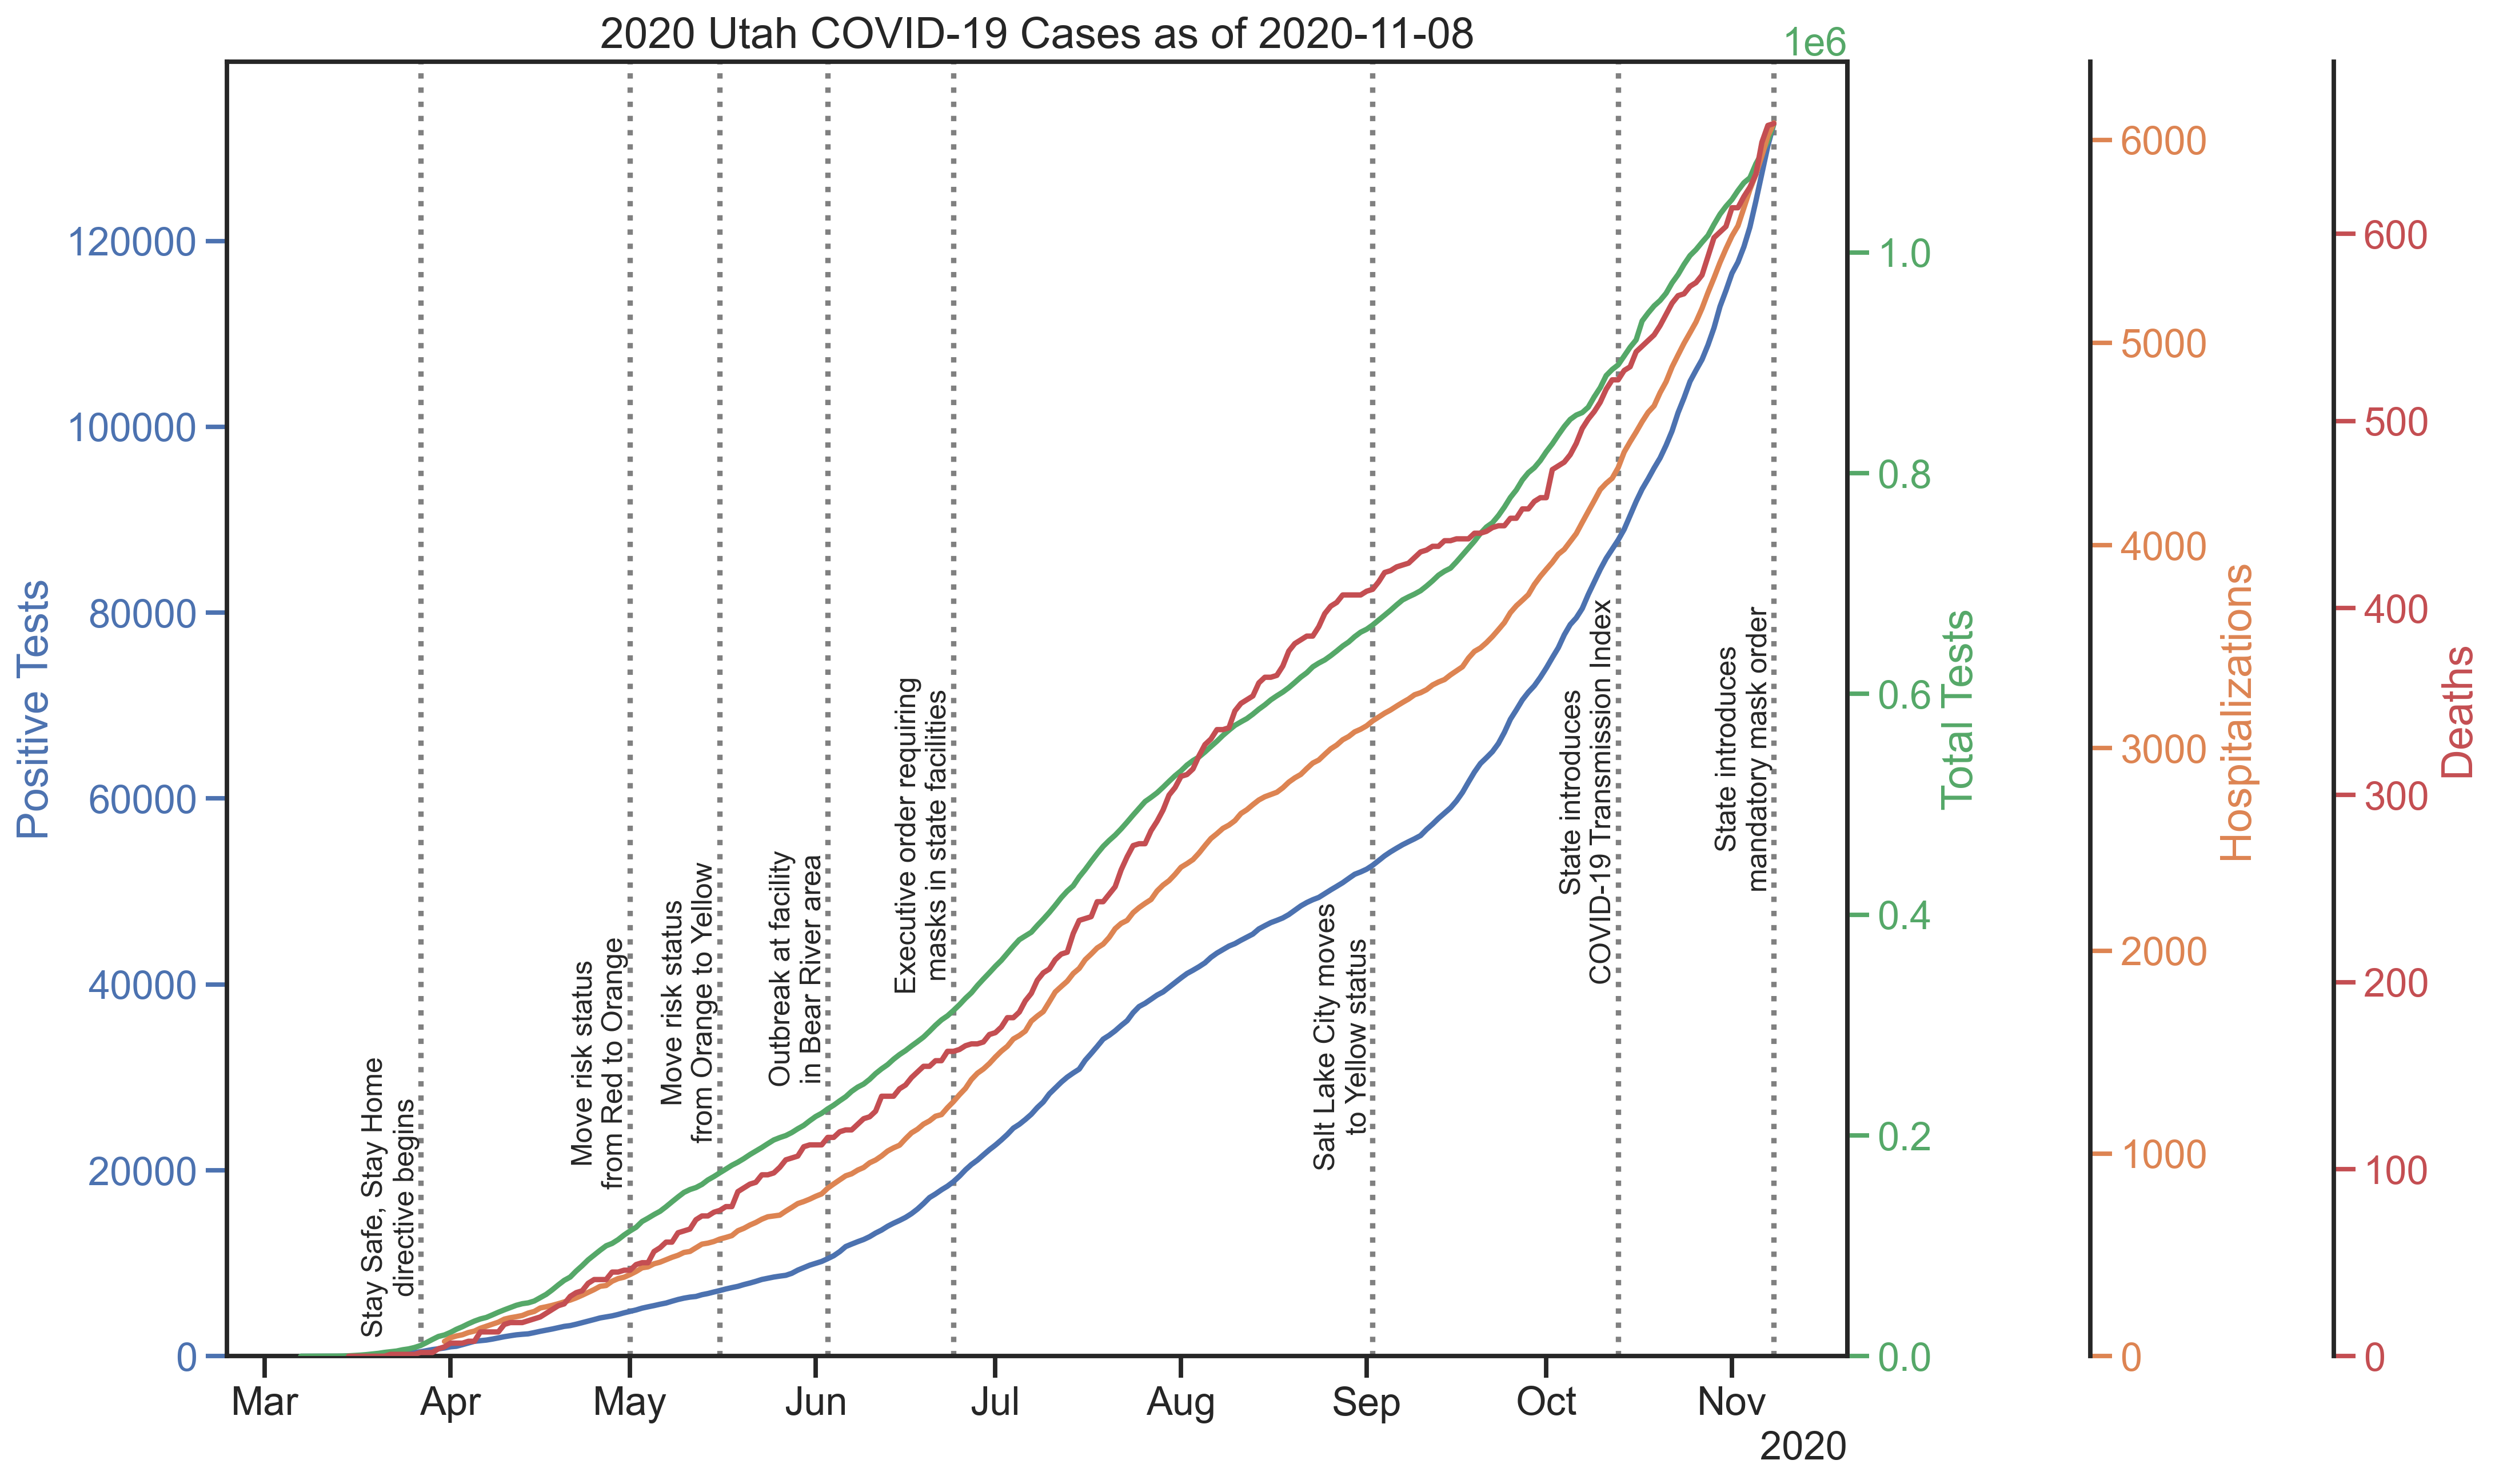 2020 Utah COVID-19 Cases as of 2020-11-08
1e6
Positive Tests
120000
100000
80000
60000
40000
20000
0
Stay Safe, Stay Home
directive begins
Move risk status
from Red to Orange
Move risk status
from Orange to Yellow
Outbreak at facility
in Bear River area
Executive order requiring
masks in state facilities
Salt Lake City moves
to Yellow status
State introduces
COVID-19 Transmission Index
State introduces
mandatory mask order
1.0
0.8
0.6
0.4
0.2
0.0
Total Tests
6000
5000
4000
3000
2000
1000
0
Hospitalizations
600
500
400
300
200
100
0
Deaths
Mar
Apr
May
Jun
Jul
Aug
Sep
Oct
Nov
2020